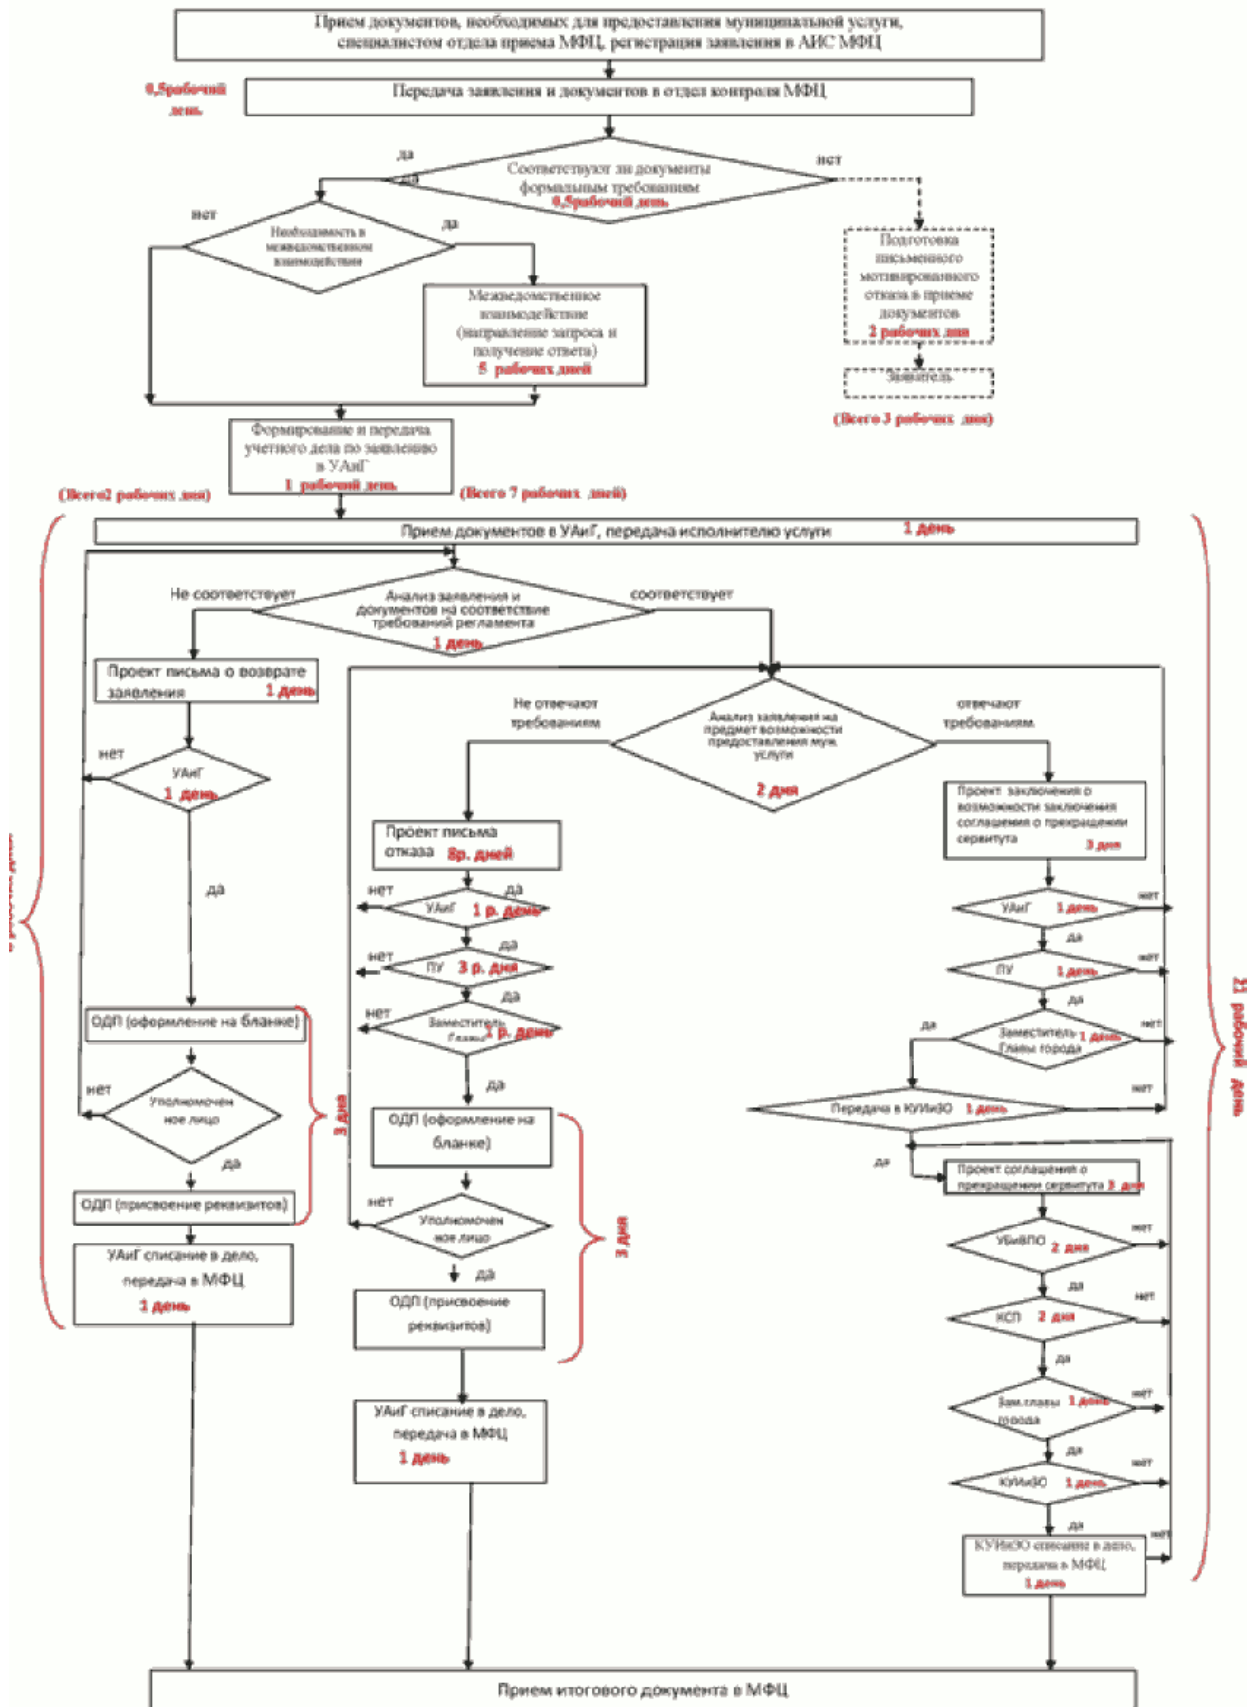 Прием документов, необходимых для предоставления муниципальной услуги,
специалистом отдела приема МФЦ, регистрация заявления в АИС МФЦ
0,5рабочий
день
Передача заявления и документов в отдел контроля МФЦ
да
нет
Соответствуют ли документы
формальным требованиям
да
0,5рабочий день
нет
да
Необходимость в
межведомственном
взаимодействие
Подготовка
письменного
мотивированного
отказа в приеме
документов
2 рабочих дня
Межведомственное
взаимодействие
(направление запроса и
получение ответа)
5 рабочих дней
Заявитель
(Всего 3 рабочих дня)
Формирование и передача
учетного дела по заявлению
в УАиГ
1 рабочий день
(Всего2 рабочих дня)
(Всего 7 рабочих дней)
Прием документов в УАиГ, передача исполнителю услуги 1 день
Не соответствует
соответствует
Анализ заявления и
документов на соответствие
требований регламента
1 день
Проект письма о возврате
заявления 1 день
Не отвечают
требованиям
отвечают
требованиям
Анализ заявления на
предмет возможности
предоставления мун.
услуги
2 дня
нет
УАиГ
1 день
Проект заключения о
возможности заключения
соглашения о прекращении
сервитута
3 дня
Проект письма
отказа 8р. дней
да
нет
да
УАиГ 1 р. день
нет
УАиГ 1 день
да
нет
да
ПУ 3 р. дня
нет
ПУ 1 день
да
нет
да
Заместитель
Главы
1р. день
да
нет
Заместитель
Главы города
1 день
21 рабочий день
ОДП (оформление на бланке)
нет
Уполномочен
ное лицо
да
3 дня
да
нет
Передача в КУИиЗО 1 день
ОДП (оформление на
бланке)
да
Проект соглашения о
прекращении сервитута 3 дня
ОДП (присвоение реквизитов)
нет
Уполномочен
ное лицо
да
3 дня
нет
УБиВПО 2 дня
да
УАиГ списание в дело,
передача в МФЦ
1 день
ОДП (присвоение
реквизитов)
нет
КСП 2 дня
да
нет
Зам.главы
города
1 день
да
УАиГ списание в дело,
передача в МФЦ
1 день
нет
КУИиЗО 1 день
да
нет
КУИиЗО списание в дело,
передача в МФЦ
1 день
Прием итогового документа в МФЦ